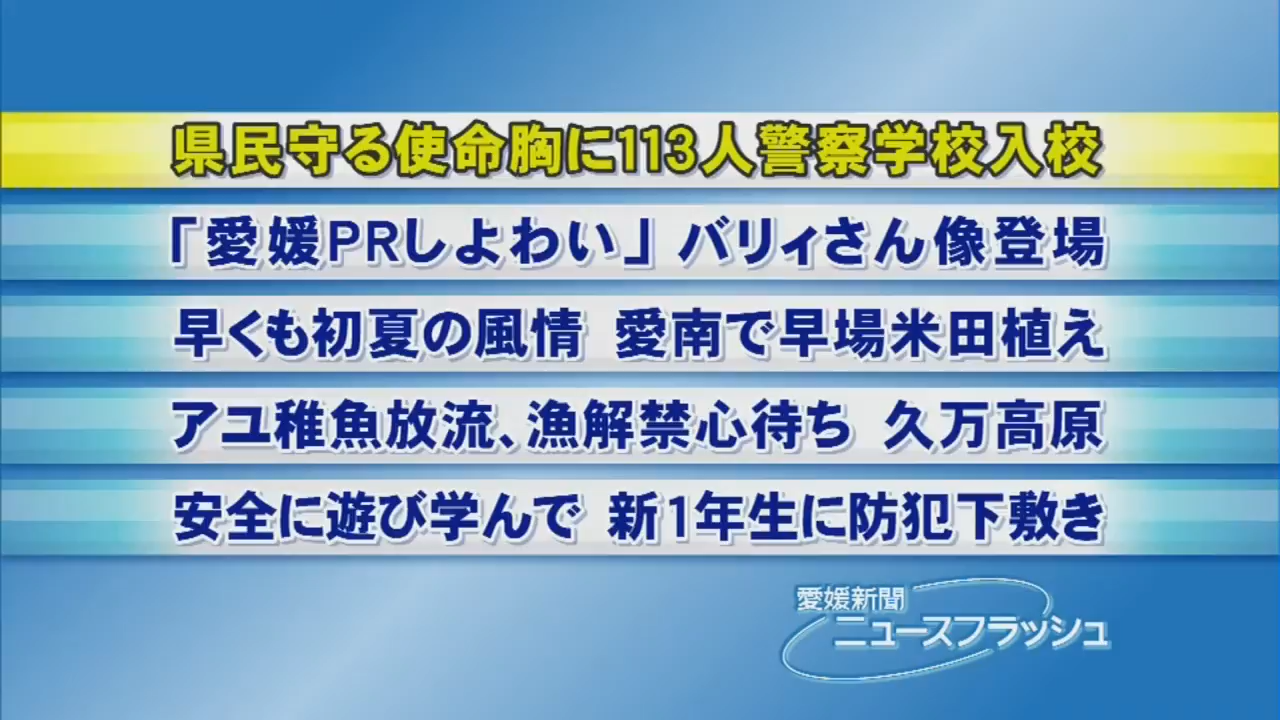 県民守る使命胸に113人警察学校入校
「愛媛PRしよわい」 バリィさん像登場
早くも初夏の風情 愛南で早場米田植え
アユ稚魚放流、漁解禁心待ち 久万高原
安全に遊び学んで 新1年生に防犯下敷き
愛媛新聞
ニュースフラッシュ